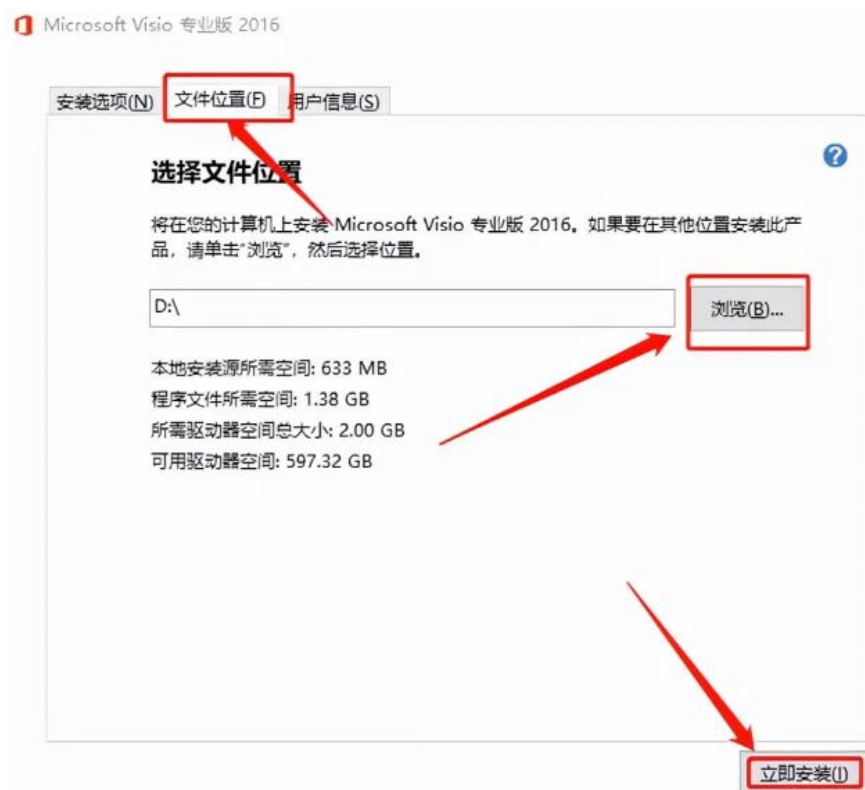 Microsoft Visio 专业版 2016
安装选项(N) 文件位置(F) 用户信息(S)
选择文件位置
将在您的计算机上安装 Microsoft Visio 专业版 2016。如果要在其他位置安装此产
品，请单击“浏览”，然后选择位置。
D:\
浏览(B)...
本地安装源所需空间: 633 MB
程序文件所需空间: 1.38 GB
所需驱动器空间总大小: 2.00 GB
可用驱动器空间: 597.32 GB
立即安装(I)